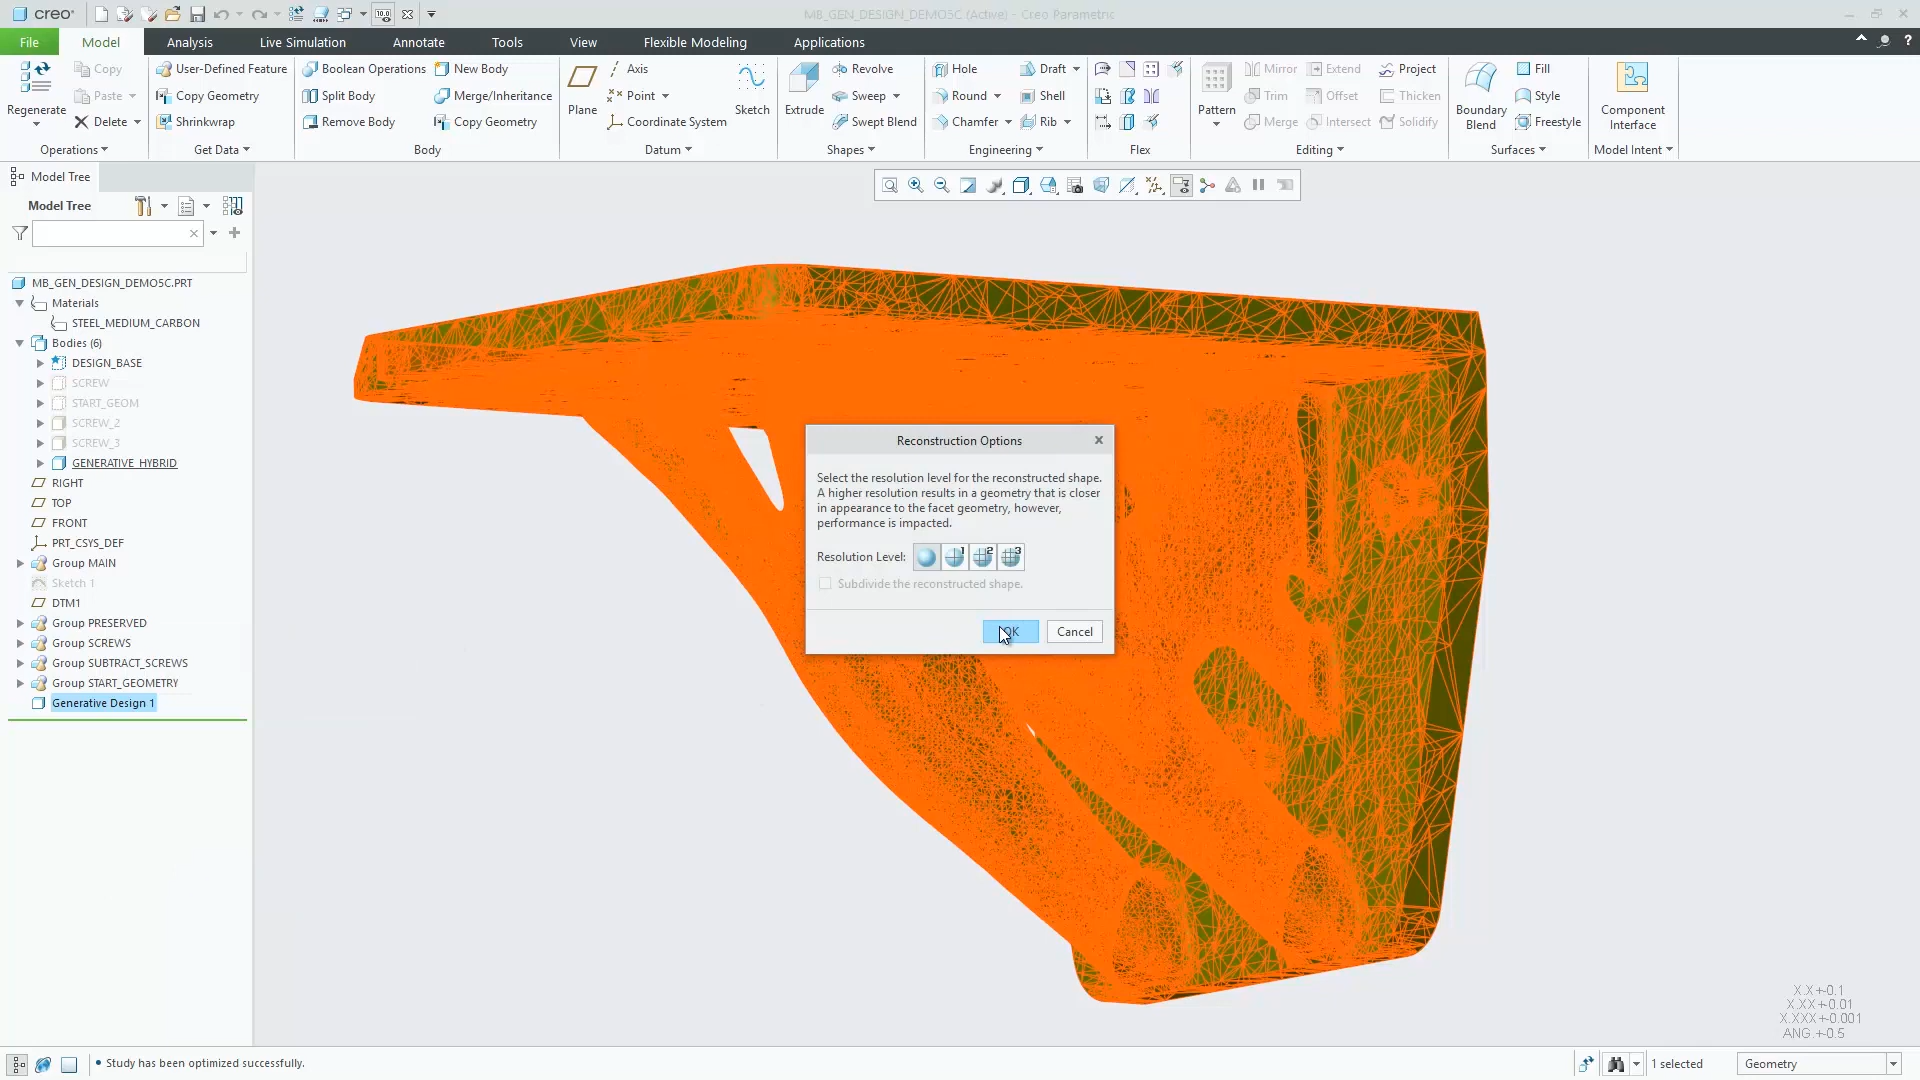 creo®
10.0
MB_GEN_DESIGN_DEMO5C (Active) - Creo Parametric
File
Model
Analysis
Live Simulation
Annotate
Tools
View
Flexible Modeling
Applications
?
Regenerate
Copy
Paste
Delete
Operations
User-Defined Feature
Copy Geometry
Shrinkwrap
Get Data
Boolean Operations
Split Body
Remove Body
New Body
Merge/Inheritance
Copy Geometry
Body
Plane
Axis
Point
Coordinate System
Sketch
Datum
Extrude
Revolve
Sweep
Swept Blend
Shapes
Hole
Round
Chamfer
Draft
Shell
Rib
Engineering
Flex
Pattern
Mirror
Trim
Merge
Extend
Offset
Intersect
Project
Thicken
Solidify
Editing
Boundary
Blend
Fill
Style
Freestyle
Surfaces
Component
Interface
Model Intent
Model Tree
Model Tree
MB_GEN_DESIGN_DEMO5C.PRT
Materials
STEEL_MEDIUM_CARBON
Bodies (6)
DESIGN_BASE
SCREW
START_GEOM
SCREW_2
SCREW_3
GENERATIVE_HYBRID
RIGHT
TOP
FRONT
PRT_CSYS_DEF
Group MAIN
Sketch 1
DTM1
Group PRESERVED
Group SCREWS
Group SUBTRACT_SCREWS
Group START_GEOMETRY
Generative Design 1
Reconstruction Options
Select the resolution level for the reconstructed shape.
A higher resolution results in a geometry that is closer
in appearance to the facet geometry, however,
performance is impacted.
Resolution Level:
1
2
3
Subdivide the reconstructed shape.
OK
Cancel
X.X+-0.1
X.XX+-0.01
X.XXX+-0.001
ANG.+-0.5
• Study has been optimized successfully.
1 selected
Geometry